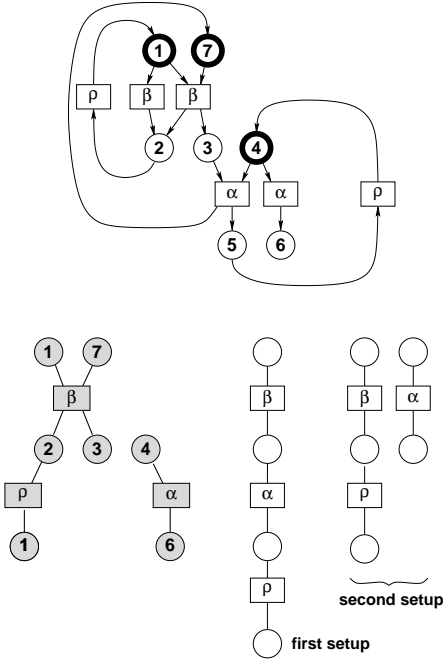 1 7
ρ β β
2 3 4
α α ρ
5 6
1 7
β β β α
2 3 4
ρ α α ρ
1 6
ρ
second setup
first setup